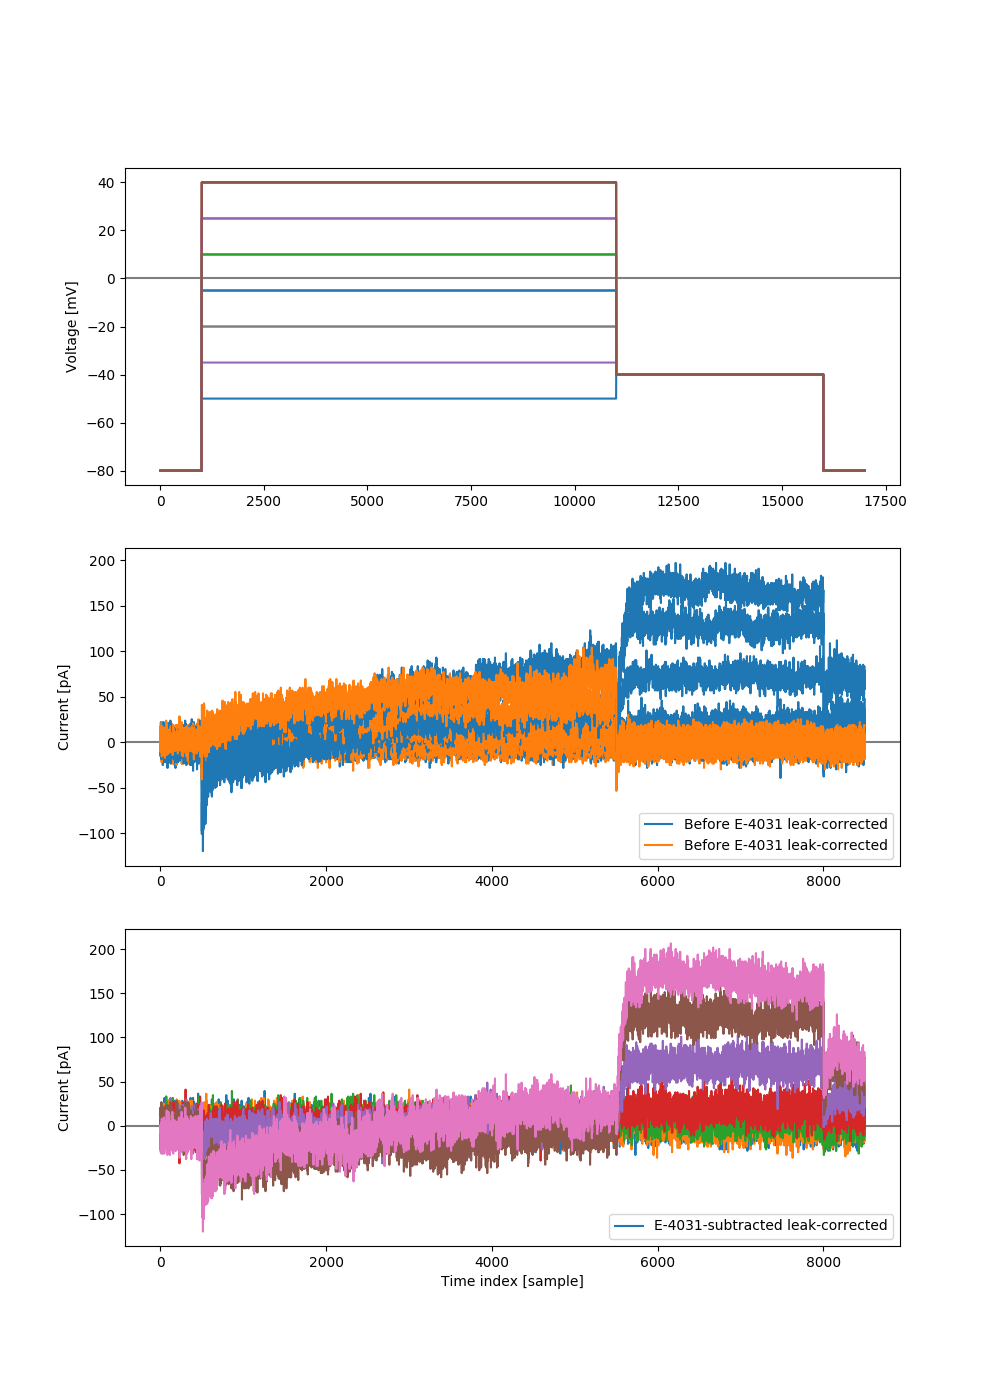 40
20
0
−20
−40
−60
−80
Voltage [mV]
0 2500 5000 7500 10000 12500 15000 17500
200
150
100
50
0
−50
−100
Current [pA]
Before E-4031 leak-corrected
Before E-4031 leak-corrected
0 2000 4000 6000 8000
200
150
100
50
0
−50
−100
Current [pA]
E-4031-subtracted leak-corrected
0 2000 4000 6000 8000
Time index [sample]